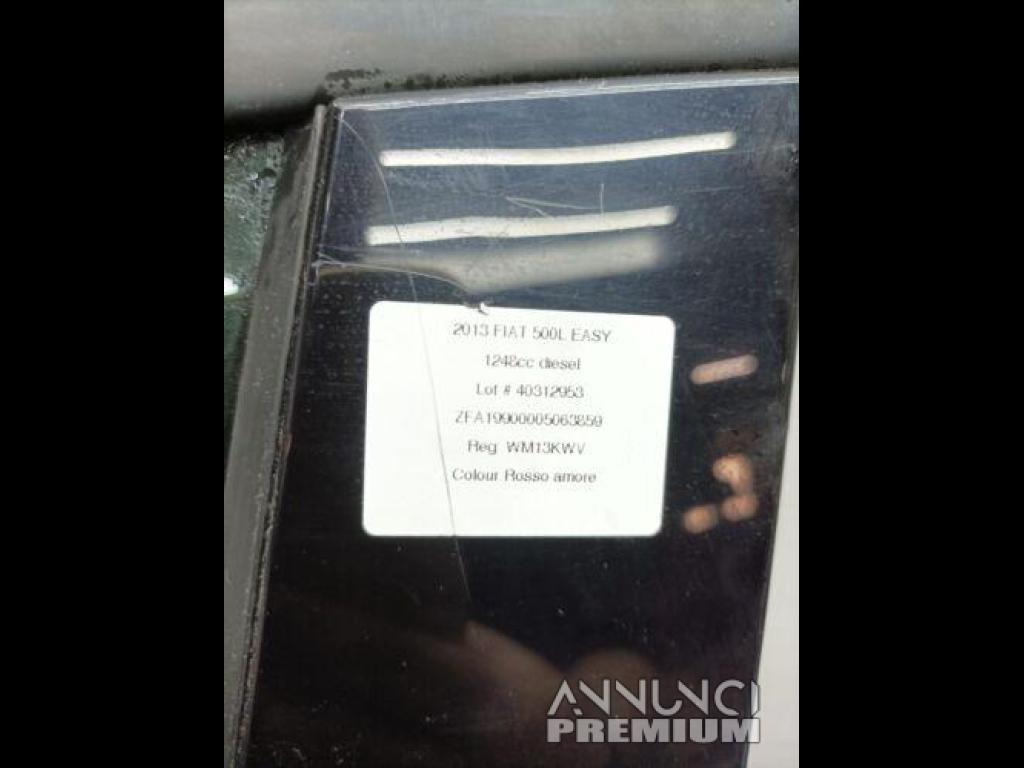 2013 FIAT 500L EASY
1248cc diesel
Lot # 40312953
ZFA19900005063859
Reg WM13KWV
Colour Rosso amore
ANNUNCI
PREMIUM